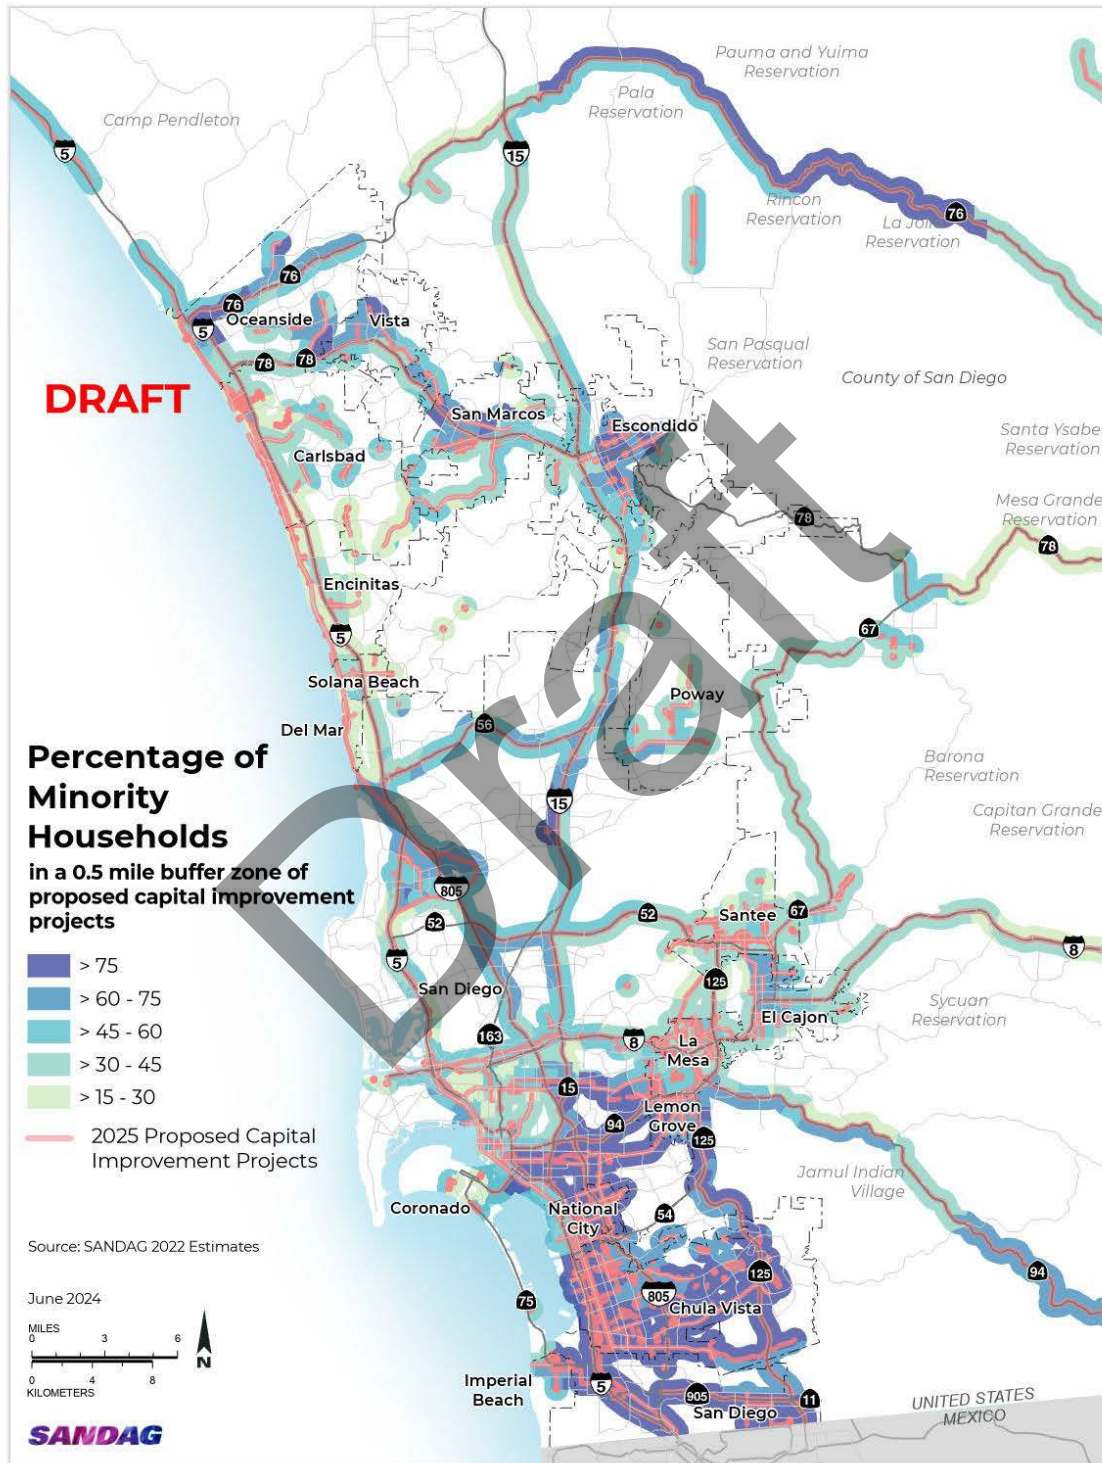 Pauma and Yuima
Reservation
Pala
Reservation
Camp Pendleton
5
15
Rincon
Reservation
76
La Jolla
Reservation
76
76
Oceanside
Vista
5
78
78
San Pasqual
Reservation
County of San Diego
DRAFT
San Marcos
Escondido
Santa Ysabe
Reservation
Carlsbad
Mesa Grande
Reservation
78
78
Encinitas
67
5
Solana Beach
Poway
Del Mar
56
Barona
Reservation
15
Capitan Grande
Reservation
Draft
Percentage of
Minority
Households
in a 0.5 mile buffer zone of
proposed capital improvement
projects
> 75
> 60 - 75
> 45 - 60
> 30 - 45
> 15 - 30
2025 Proposed Capital
Improvement Projects
805
52
52
Santee
67
5
8
San Diego
125
El Cajon
Sycuan
Reservation
163
8
La
Mesa
15
94
Lemon
Grove
125
Jamul Indian
Village
Coronado
National
City
54
94
125
805
Chula Vista
75
Imperial
Beach
5
905
San Diego
11
UNITED STATES
MEXICO
Source: SANDAG 2022 Estimates
June 2024
MILES
0 3 6
0 4 8
KILOMETERS
N
SANDAG